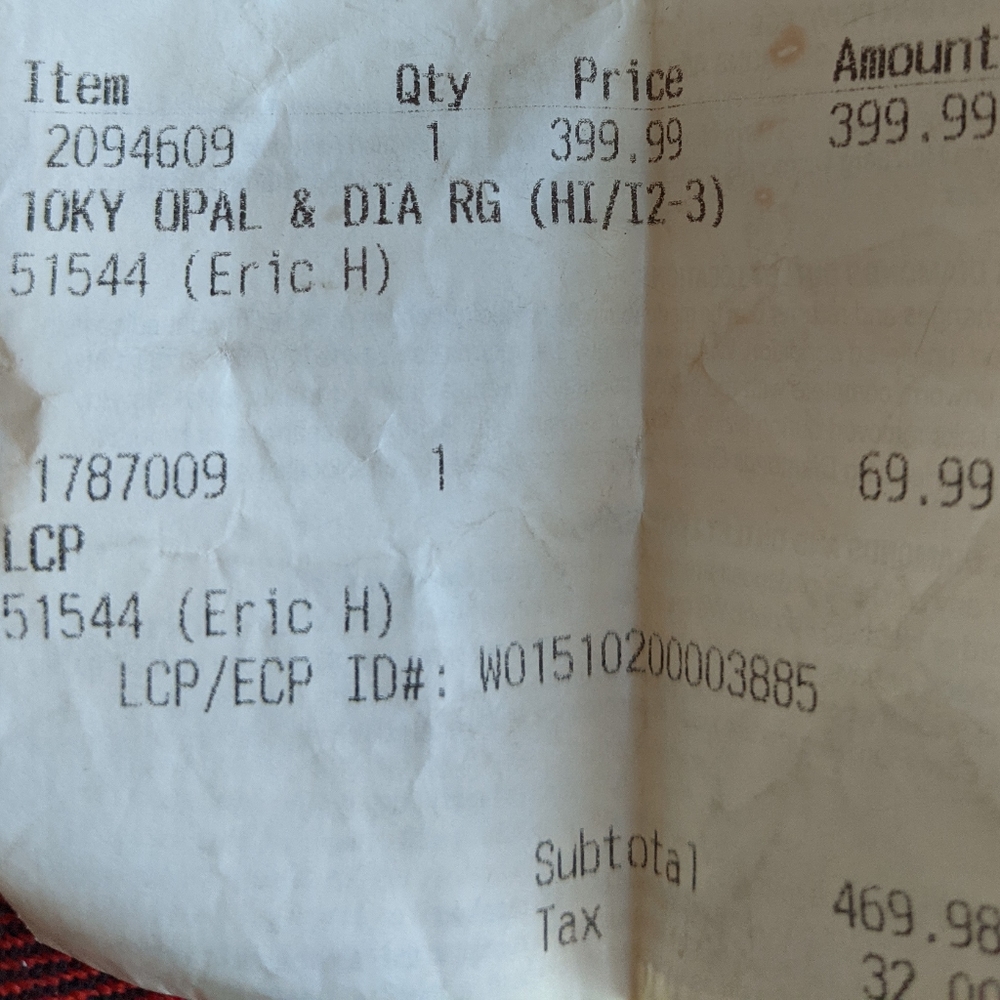 Item Qty Price Amount
2094609 1 399.99 399.99
10KY OPAL & DIA RG (HI/I2-3)
51544 (Eric H)
1787009 1 69.99
LCP
51544 (Eric H)
LCP/ECP ID#: W01510200003885
Subtotal 469.98
Tax